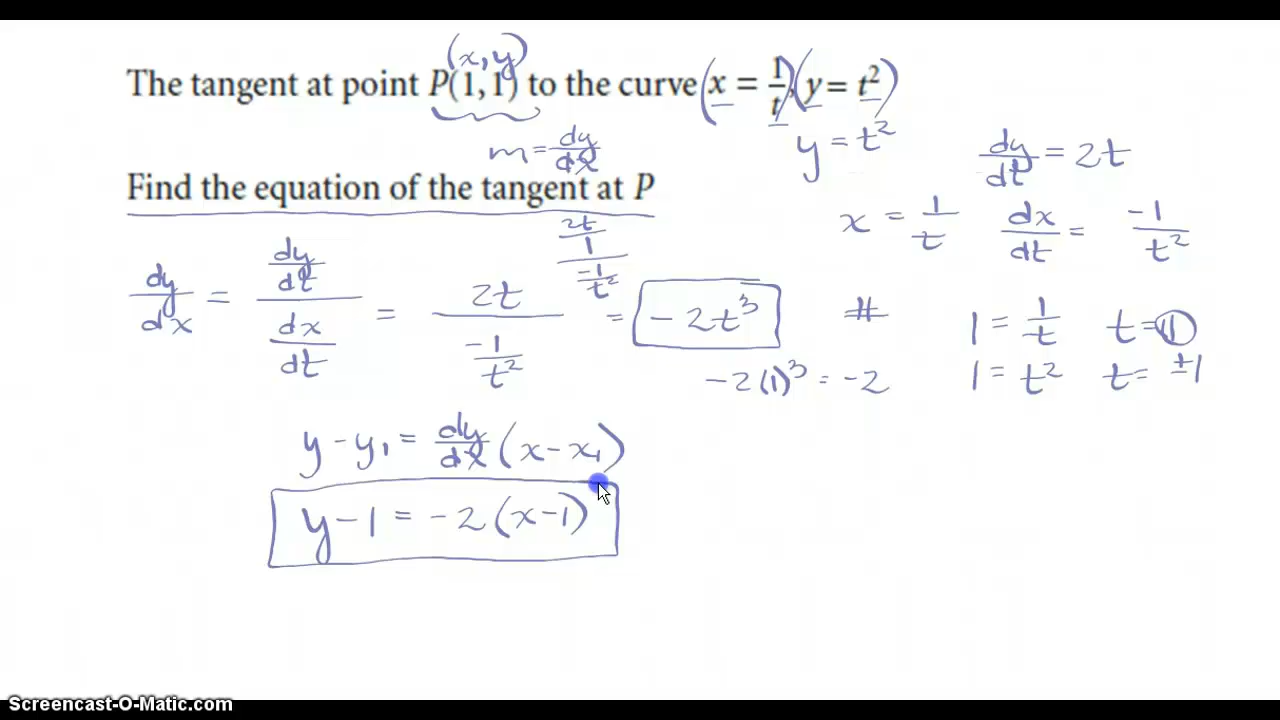 (x, y)
The tangent at point P(1, 1) to the curve (x = 1/t), (y = t²)
m = dy/dx
y = t²
dy/dt = 2t
Find the equation of the tangent at P
x = 1/t
dx/dt = -1/t²
2t/1 / -1/t²
dy/dx = (dy/dt)/(dx/dt) = 2t/(-1/t²) = -2t³ #
1 = 1/t t = 1
-2(1)³ = -2
1 = t² t = ±1
y - y₁ = dy/dx (x - x₁)
y - 1 = -2(x - 1)
Screencast-O-Matic.com